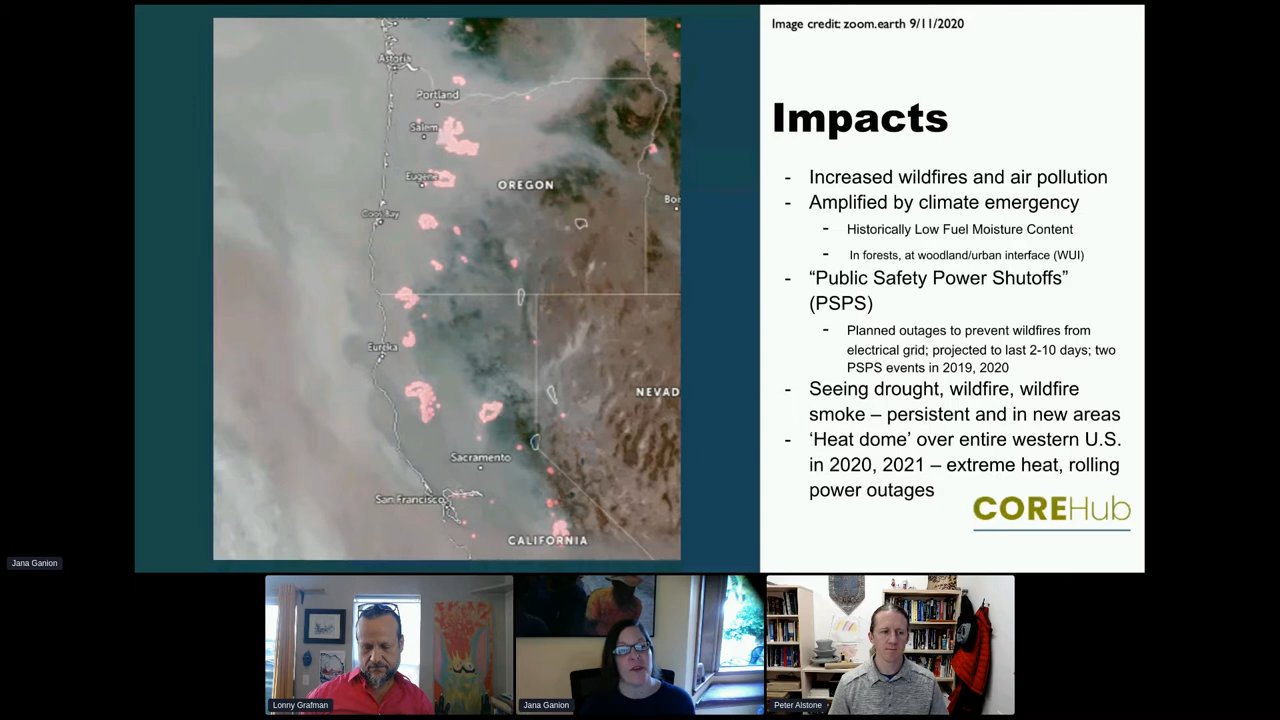 Image credit: zoom.earth 9/11/2020
Impacts
- Increased wildfires and air pollution
- Amplified by climate emergency
- Historically Low Fuel Moisture Content
- In forests, at woodland/urban interface (WUI)
- “Public Safety Power Shutoffs”
(PSPS)
- Planned outages to prevent wildfires from
electrical grid; projected to last 2-10 days; two
PSPS events in 2019, 2020
- Seeing drought, wildfire, wildfire
smoke – persistent and in new areas
- ‘Heat dome’ over entire western U.S.
in 2020, 2021 – extreme heat, rolling
power outages
COREHub
Astoria
Portland
Salem
Eugene
OREGON
Boi
Coos Bay
Eureka
NEVAD
Sacramento
San Francisco
CALIFORNIA
Jana Ganion
Lonny Grafman
Jana Ganion
Peter Alstone